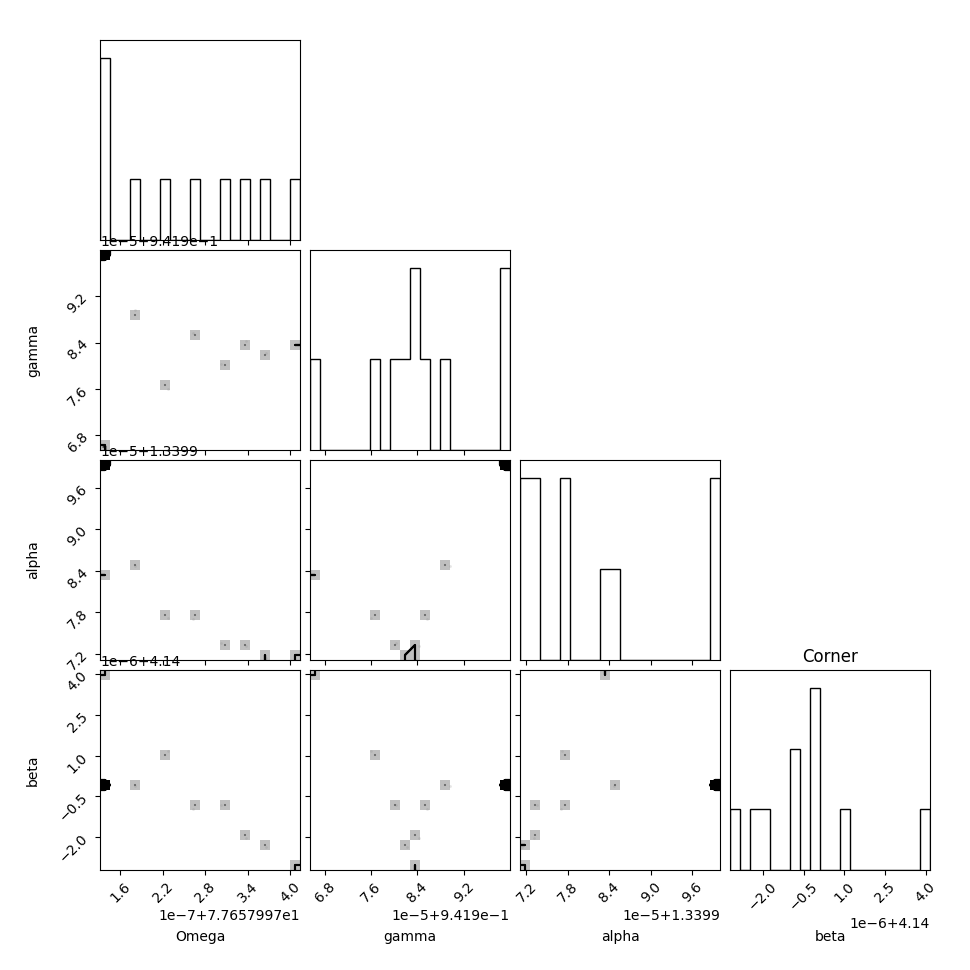 1e−5+9.419e−1
9.2
8.4
7.6
6.8
gamma
1e−5+1.3399
9.6
9.0
8.4
7.8
7.2
alpha
Corner
1e−6+4.14
4.0
2.5
1.0
−0.5
−2.0
beta
1.6 2.2 2.8 3.4 4.0
6.8 7.6 8.4 9.2
7.2 7.8 8.4 9.0 9.6
−2.0 −0.5 1.0 2.5 4.0
1e−7+7.7657997e1 1e−5+9.419e−1 1e−5+1.3399 1e−6+4.14
Omega gamma alpha beta